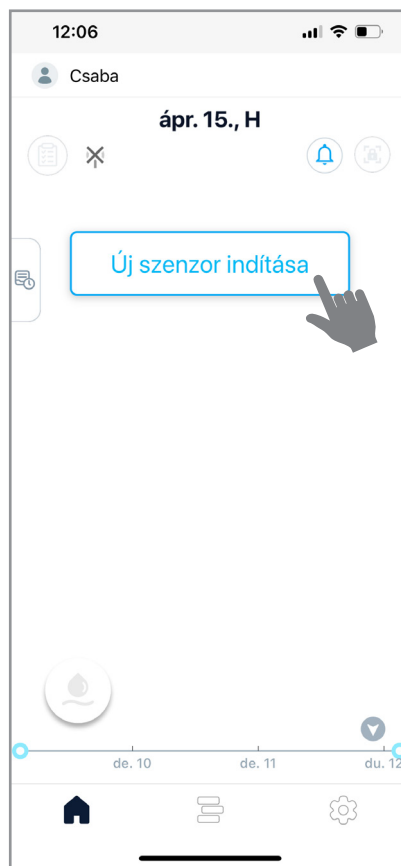 12:06
Csaba
ápr. 15., H
Új szenzor indítása
de. 10 de. 11 du. 12